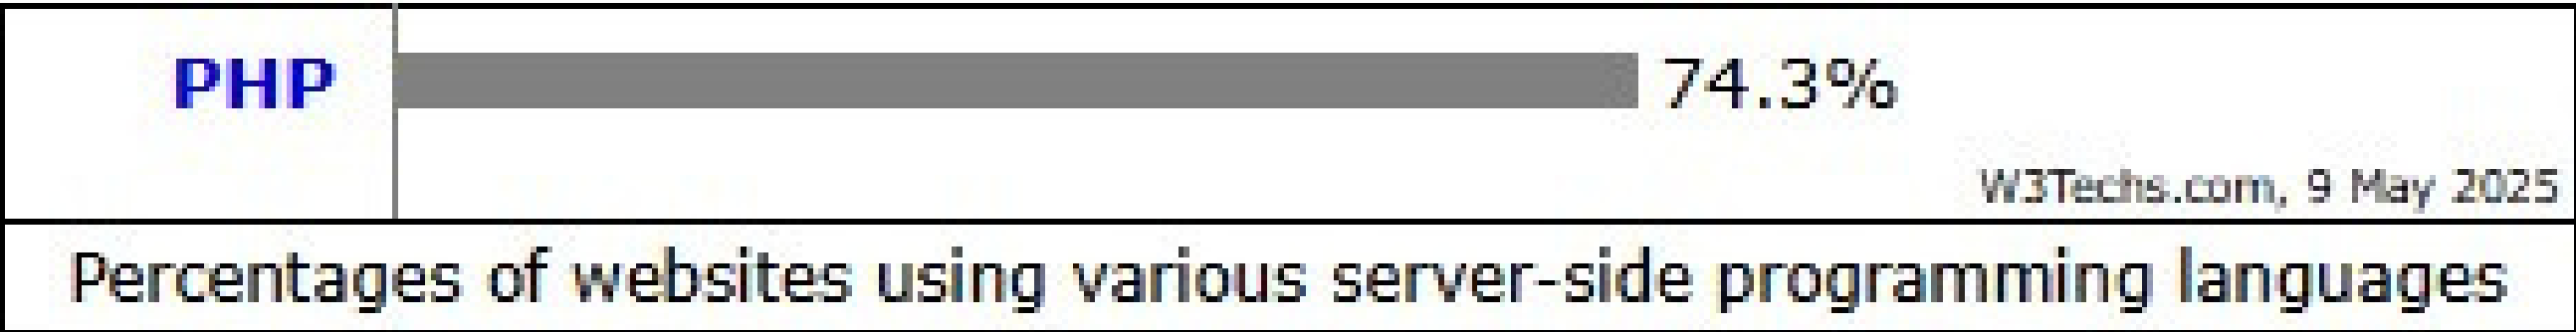 PHP 74.3%
W3Techs.com, 9 May 2025
Percentages of websites using various server-side programming languages